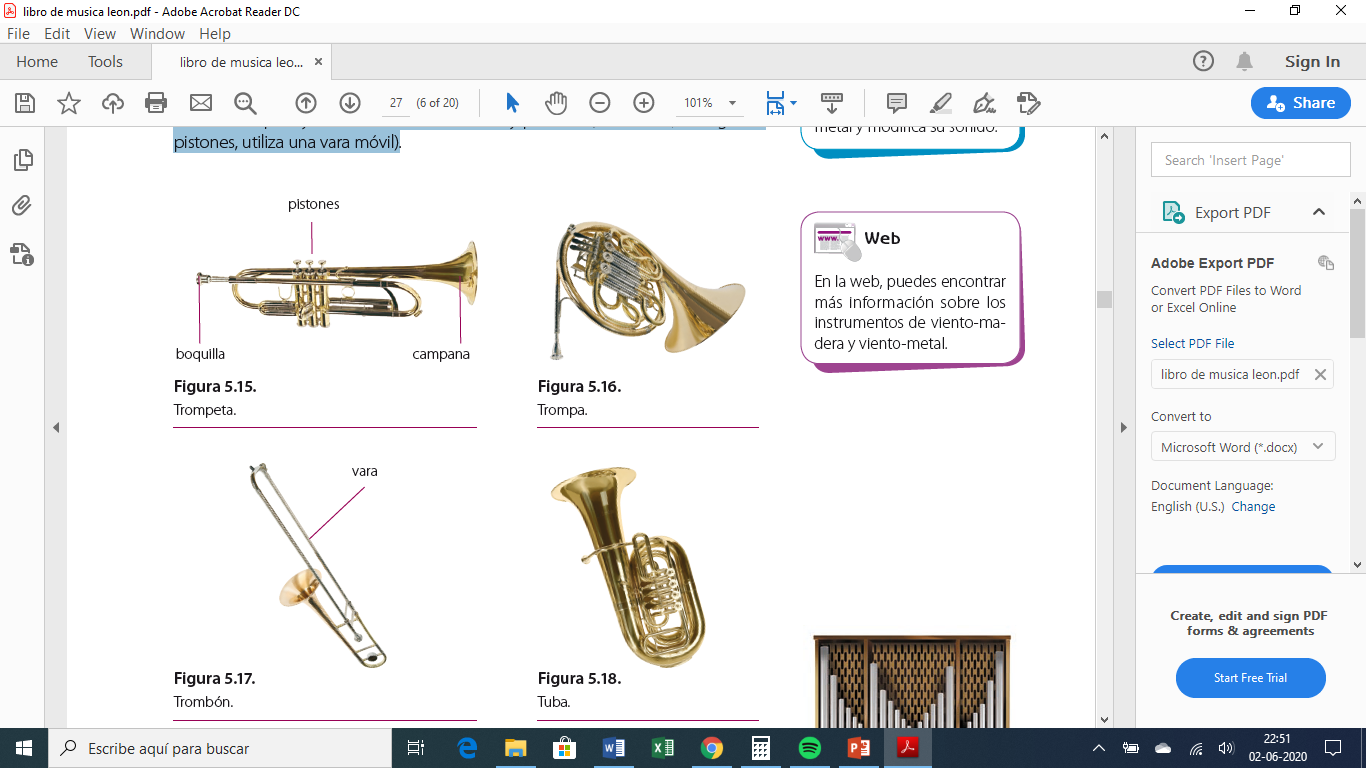 libro de musica leon.pdf - Adobe Acrobat Reader DC
File Edit View Window Help
Home Tools libro de musica leo... ×
27 (6 of 20) 101% Share
? Sign In
pistones, utiliza una vara móvil).
metal y modifica su sonido.
pistones
boquilla
campana
Figura 5.15.
Trompeta.
Figura 5.16.
Trompa.
www
Web
En la web, puedes encontrar
más información sobre los
instrumentos de viento-ma-
dera y viento-metal.
vara
Figura 5.17.
Trombón.
Figura 5.18.
Tuba.
Search 'Insert Page'
Export PDF
Adobe Export PDF
Convert PDF Files to Word
or Excel Online
Select PDF File
libro de musica leon.pdf
Convert to
Microsoft Word (*.docx)
Document Language:
English (U.S.) Change
Create, edit and sign PDF
forms & agreements
Start Free Trial
Escribe aquí para buscar
22:51
02-06-2020